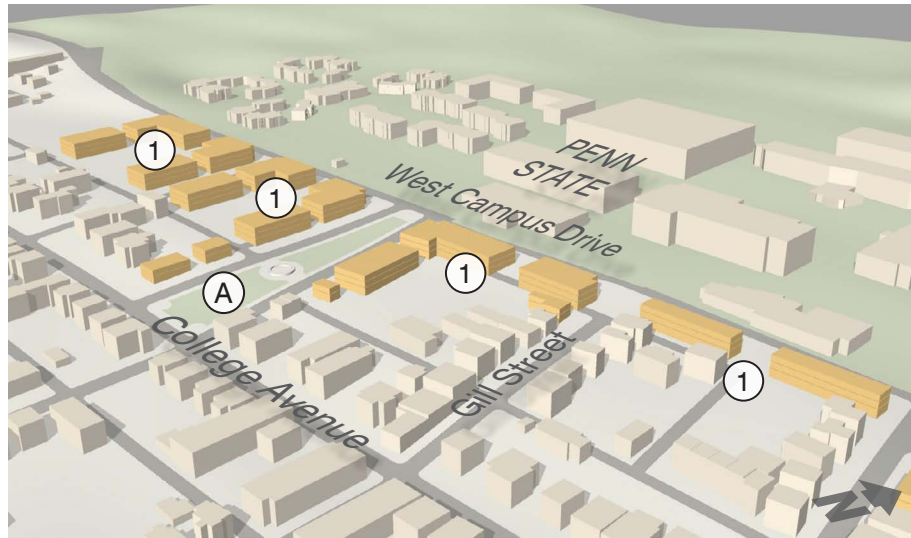 PENN
STATE
1
West Campus Drive
1
1
A
College Avenue
Gill Street
1
N